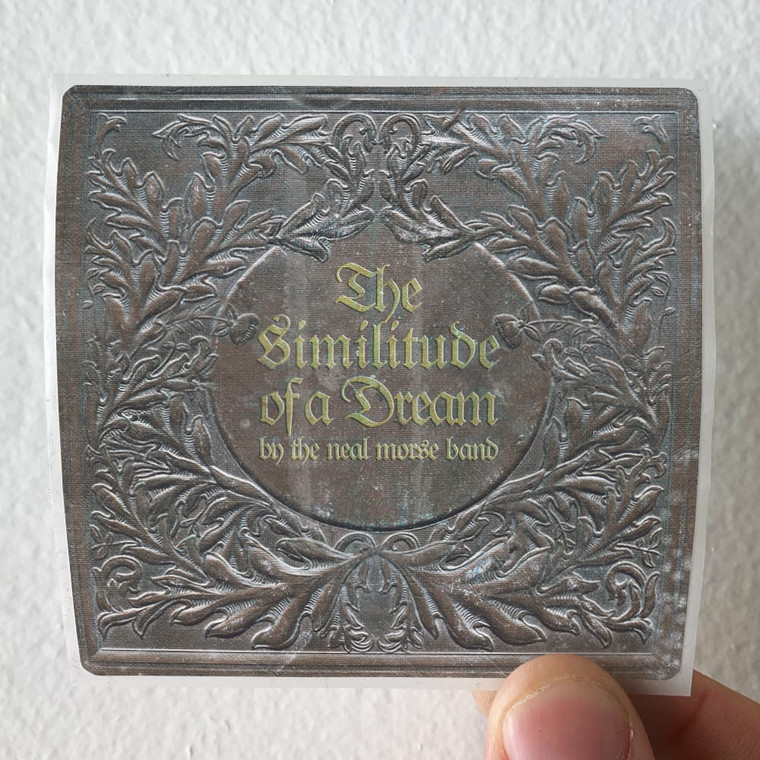 The
Similitude
of a Dream
by the neal morse band